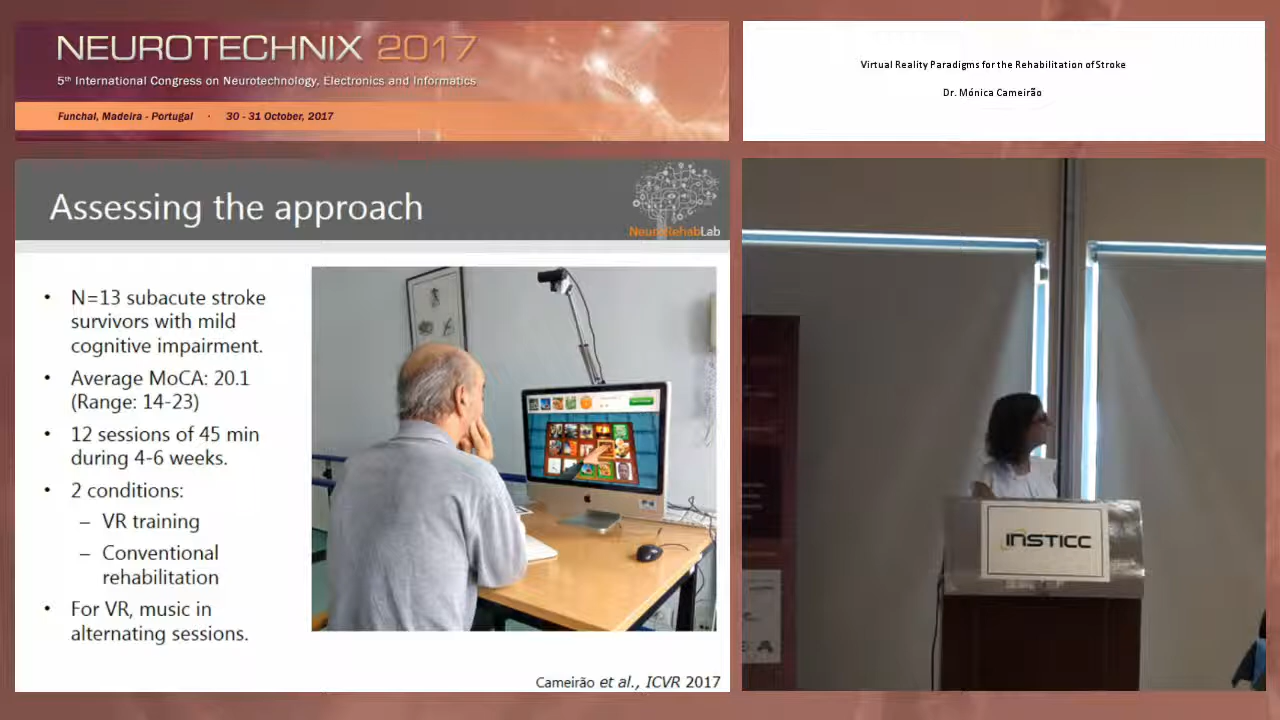 NEUROTECHNIX 2017
5th International Congress on Neurotechnology, Electronics and Informatics
Funchal, Madeira - Portugal · 30 - 31 October, 2017
Virtual Reality Paradigms for the Rehabilitation of Stroke
Dr. Mónica Cameirão
Assessing the approach
NeuroRehabLab
• N=13 subacute stroke
survivors with mild
cognitive impairment.
• Average MoCA: 20.1
(Range: 14-23)
• 12 sessions of 45 min
during 4-6 weeks.
• 2 conditions:
– VR training
– Conventional
rehabilitation
• For VR, music in
alternating sessions.
Cameirão et al., ICVR 2017
INSTICC